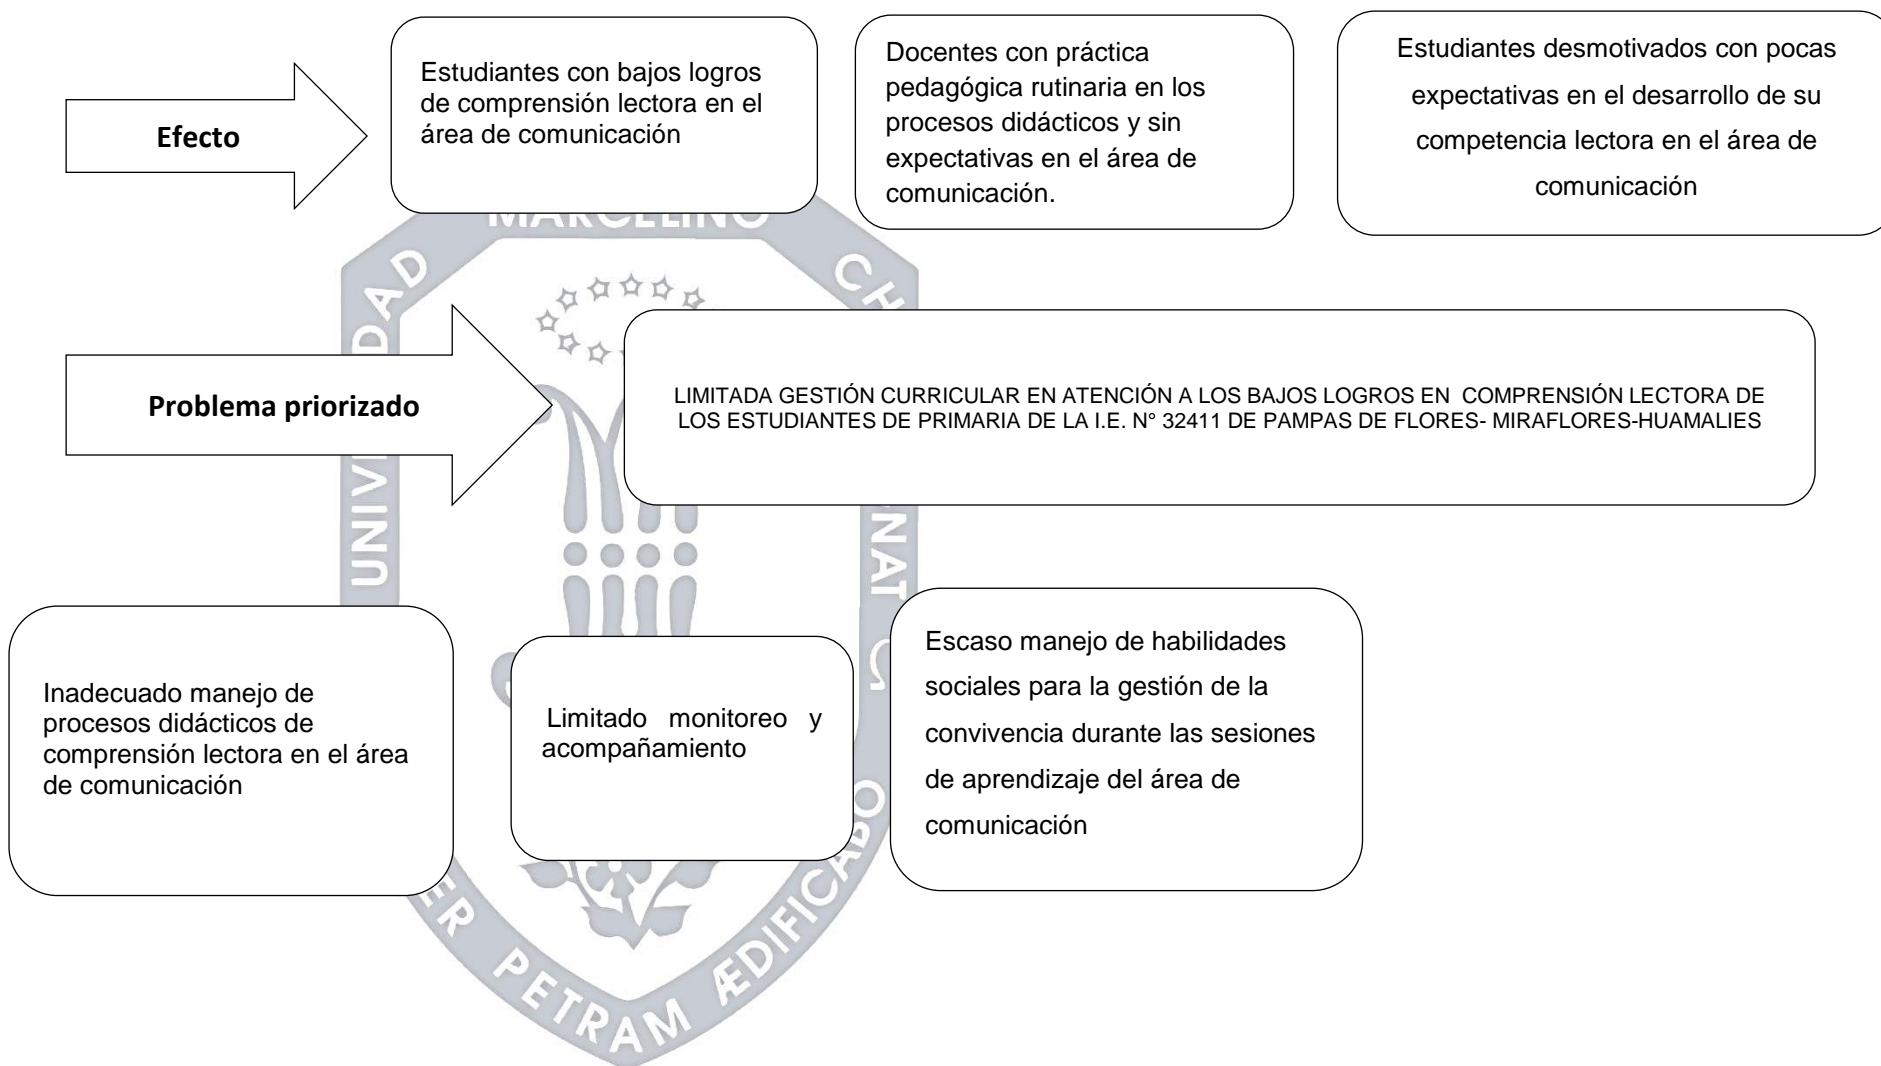 Efecto
Estudiantes con bajos logros
de comprensión lectora en el
área de comunicación
Docentes con práctica
pedagógica rutinaria en los
procesos didácticos y sin
expectativas en el área de
comunicación.
Estudiantes desmotivados con pocas
expectativas en el desarrollo de su
competencia lectora en el área de
comunicación
Problema priorizado
LIMITADA GESTIÓN CURRICULAR EN ATENCIÓN A LOS BAJOS LOGROS EN COMPRENSIÓN LECTORA DE
LOS ESTUDIANTES DE PRIMARIA DE LA I.E. N° 32411 DE PAMPAS DE FLORES- MIRAFLORES-HUAMALIES
Inadecuado manejo de
procesos didácticos de
comprensión lectora en el área
de comunicación
Limitado monitoreo y
acompañamiento
Escaso manejo de habilidades
sociales para la gestión de la
convivencia durante las sesiones
de aprendizaje del área de
comunicación
MARCELINO
PETRAM ÆDIFICABO